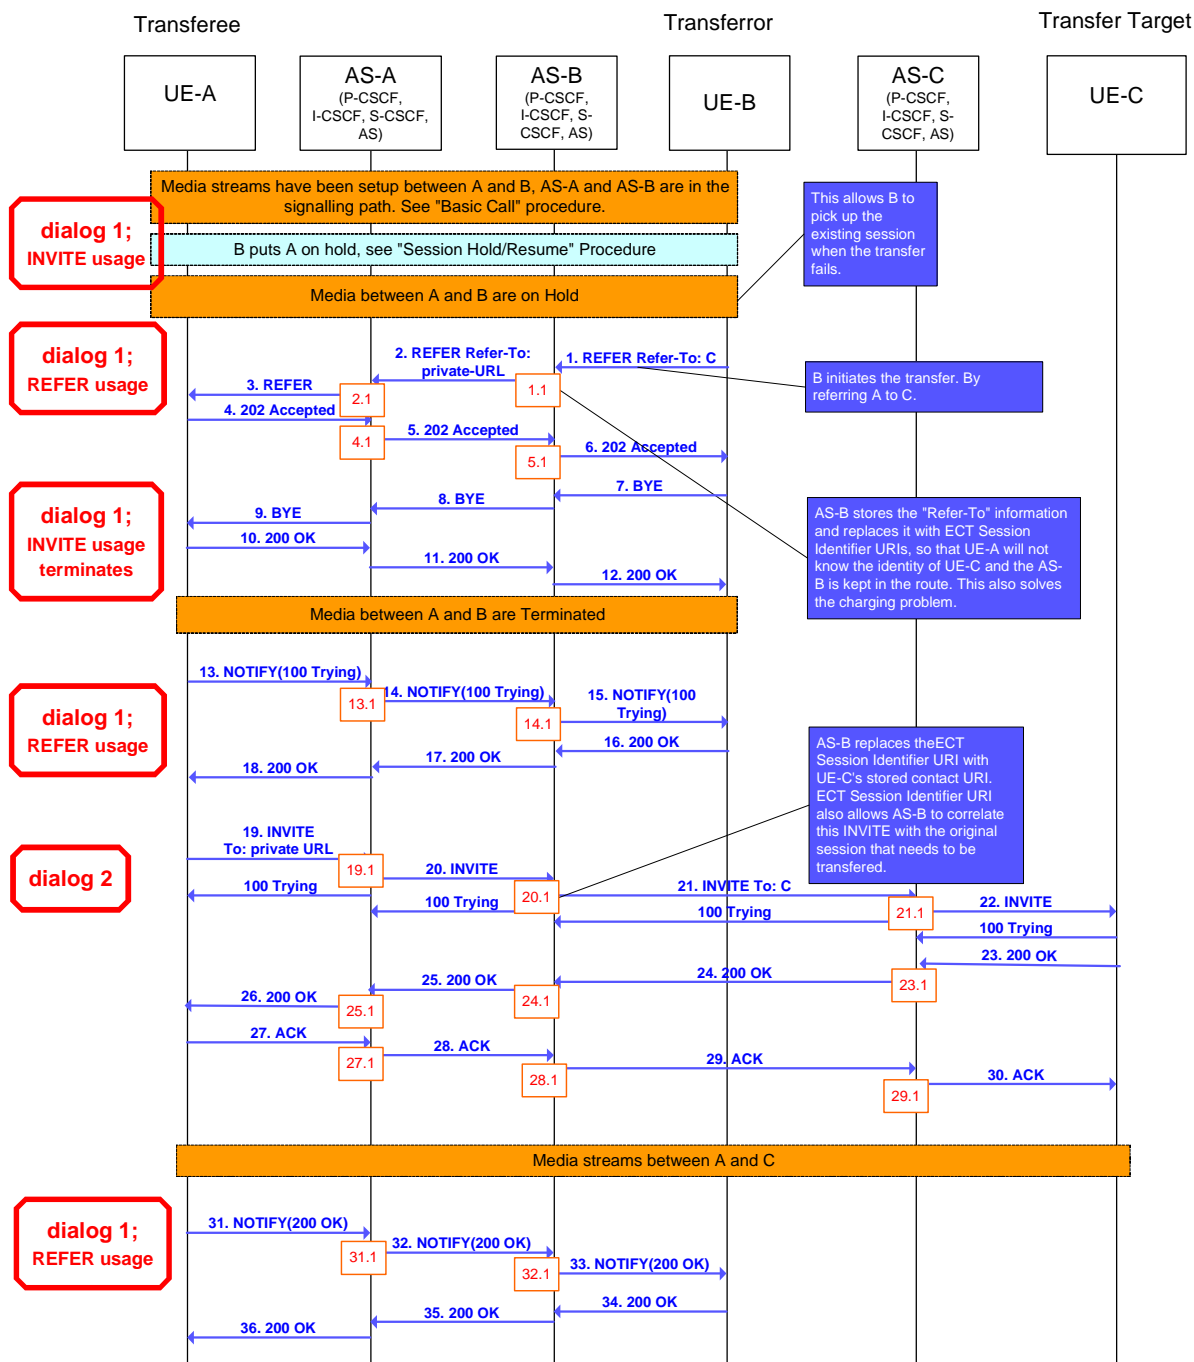 Transferee
Transferror
Transfer Target
UE-A
AS-A
(P-CSCF,
I-CSCF, S-CSCF,
AS)
AS-B
(P-CSCF,
I-CSCF, S-
CSCF, AS)
UE-B
AS-C
(P-CSCF,
I-CSCF, S-
CSCF, AS)
UE-C
Media streams have been setup between A and B, AS-A and AS-B are in the
signalling path. See "Basic Call" procedure.
This allows B to
pick up the
existing session
when the transfer
fails.
dialog 1;
INVITE usage
B puts A on hold, see "Session Hold/Resume" Procedure
Media between A and B are on Hold
dialog 1;
REFER usage
1. REFER Refer-To: C
2. REFER Refer-To:
private-URL
1.1
3. REFER
2.1
B initiates the transfer. By
referring A to C.
4. 202 Accepted
4.1
5. 202 Accepted
5.1
6. 202 Accepted
dialog 1;
INVITE usage
terminates
7. BYE
8. BYE
9. BYE
10. 200 OK
11. 200 OK
12. 200 OK
AS-B stores the "Refer-To" information
and replaces it with ECT Session
Identifier URIs, so that UE-A will not
know the identity of UE-C and the AS-
B is kept in the route. This also solves
the charging problem.
Media between A and B are Terminated
13. NOTIFY(100 Trying)
13.1
14. NOTIFY(100 Trying)
14.1
15. NOTIFY(100
Trying)
dialog 1;
REFER usage
16. 200 OK
17. 200 OK
18. 200 OK
AS-B replaces theECT
Session Identifier URI with
UE-C's stored contact URI.
ECT Session Identifier URI
also allows AS-B to correlate
this INVITE with the original
session that needs to be
transfered.
dialog 2
19. INVITE
To: private URL
19.1
20. INVITE
100 Trying
20.1
21. INVITE To: C
100 Trying
21.1
22. INVITE
100 Trying
100 Trying
23. 200 OK
23.1
24. 200 OK
24.1
25. 200 OK
25.1
26. 200 OK
27. ACK
27.1
28. ACK
28.1
29. ACK
29.1
30. ACK
Media streams between A and C
dialog 1;
REFER usage
31. NOTIFY(200 OK)
31.1
32. NOTIFY(200 OK)
32.1
33. NOTIFY(200 OK)
34. 200 OK
35. 200 OK
36. 200 OK